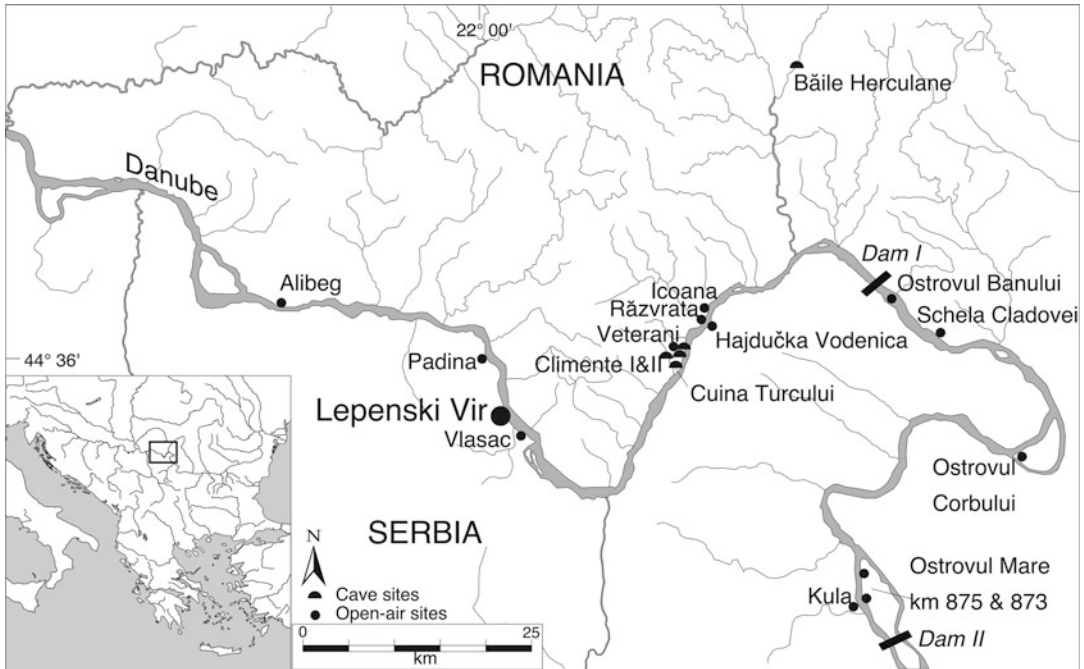 22° 00'
ROMANIA
Băile Herculane
Danube
Dam I
Ostrovul Banului
Alibeg
Icoana
Răzvrata
Schela Cladovei
Veterani
Hajdučka Vodenica
44° 36'
Padina
Climente I&II
Cuina Turcului
Lepenski Vir
Vlasac
Ostrovul
Corbului
SERBIA
N
Cave sites
Open-air sites
0
25
km
Ostrovul Mare
km 875 & 873
Kula
Dam II